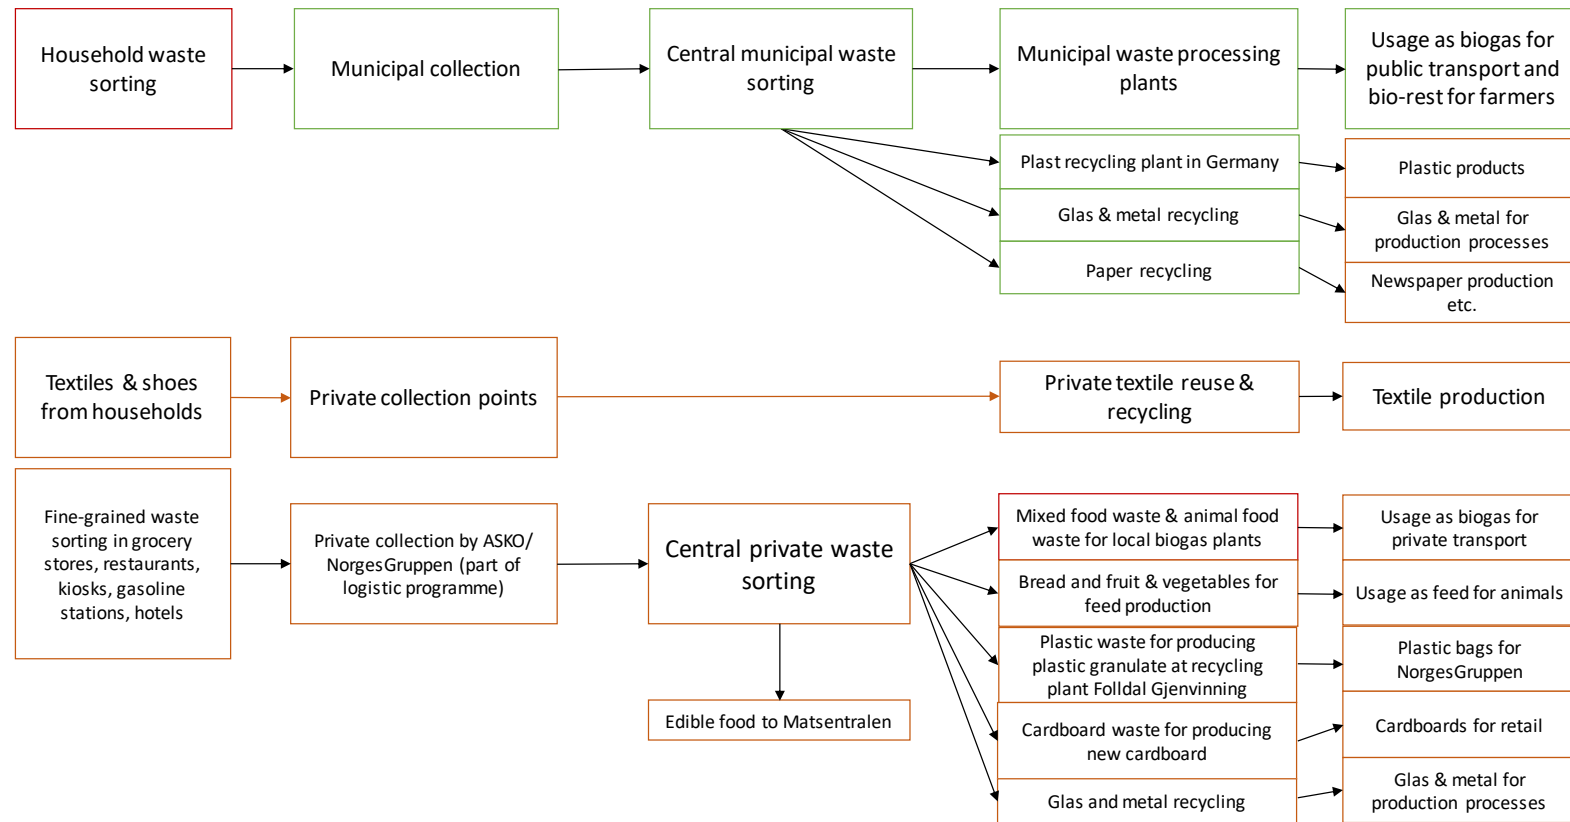 Household waste
sorting
Municipal collection
Central municipal waste
sorting
Municipal waste processing
plants
Usage as biogas for
public transport and
bio-rest for farmers
Plast recycling plant in Germany
Plastic products
Glas & metal recycling
Glas & metal for
production processes
Paper recycling
Newspaper production
etc.
Textiles & shoes
from households
Private collection points
Private textile reuse &
recycling
Textile production
Fine-grained waste
sorting in grocery
stores, restaurants,
kiosks, gasoline
stations, hotels
Private collection by ASKO/
NorgesGruppen (part of
logistic programme)
Central private waste
sorting
Edible food to Matsentralen
Mixed food waste & animal food
waste for local biogas plants
Usage as biogas for
private transport
Bread and fruit & vegetables for
feed production
Usage as feed for animals
Plastic waste for producing
plastic granulate at recycling
plant Folldal Gjenvinning
Plastic bags for
NorgesGruppen
Cardboard waste for producing
new cardboard
Cardboards for retail
Glas and metal recycling
Glas & metal for
production processes